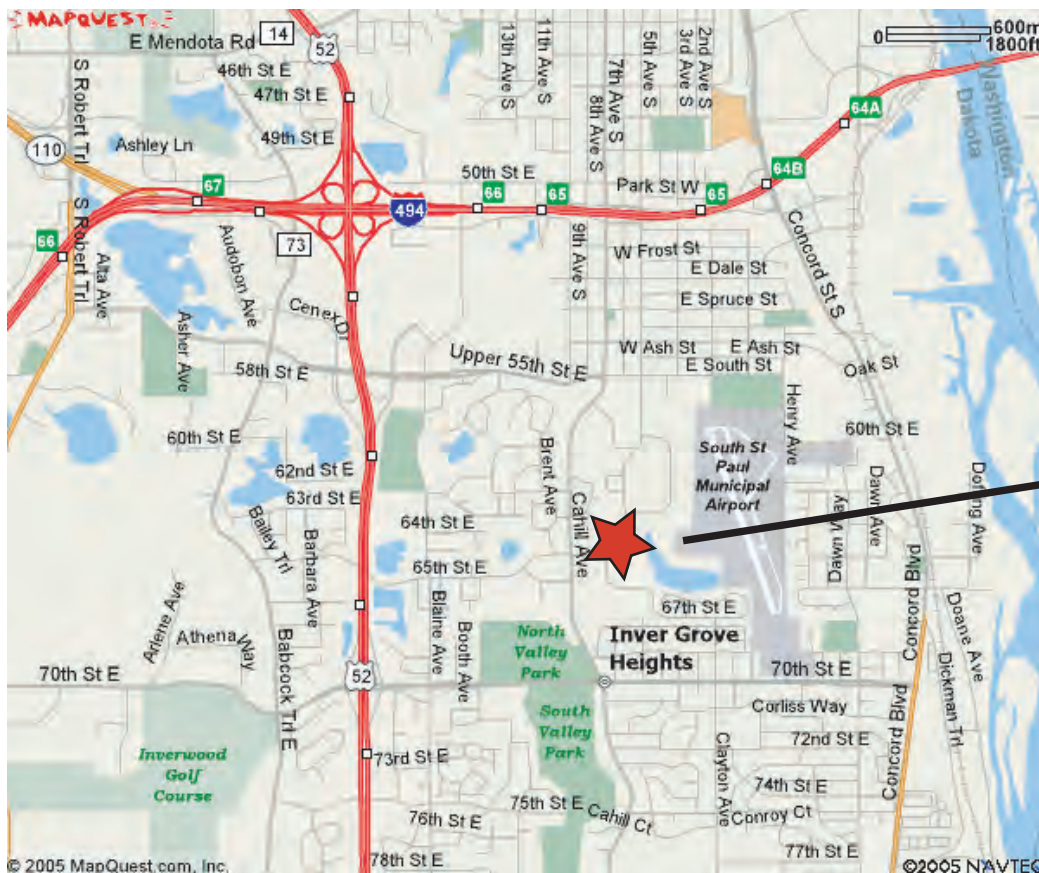 MAPQUEST
E Mendota Rd
14
52
46th St E
47th St E
49th St E
S Robert Trl
110
Ashley Ln
13th Ave S
11th Ave S
7th Ave S
8th Ave S
5th Ave S
3rd Ave S
2nd Ave S
0
600m
1800ft
Washington
Dakota
64A
64B
67
66
50th St E
494
66
65
Park St W
65
73
S Robert Trl
Alta Ave
Audobon Ave
Asher Ave
Cenex Dr
9th Ave S
W Frost St
E Dale St
E Spruce St
Concord St S
W Ash St
E Ash St
E South St
Oak St
Upper 55th St E
58th St E
60th St E
62nd St E
63rd St E
64th St E
65th St E
Bailey Trl
Barbara Ave
Brent Ave
Cahill Ave
South St
Paul
Municipal
Airport
Henry Ave
60th St E
Dawn Way
Dawn Ave
Doffing Ave
Concord Blvd
Doane Ave
Dickman Trl
Arlene Ave
Athena Way
Babcock Trl E
Blaine Ave
Booth Ave
67th St E
North
Valley
Park
Inver Grove
Heights
70th St E
52
70th St E
Corliss Way
72nd St E
Concord Blvd
South
Valley
Park
Clayton Ave
73rd St E
Inverwood
Golf
Course
74th St E
75th St E
Cahill Ct
Conroy Ct
76th St E
77th St E
78th St E
© 2005 MapQuest.com, Inc.
©2005 NAVTEQ